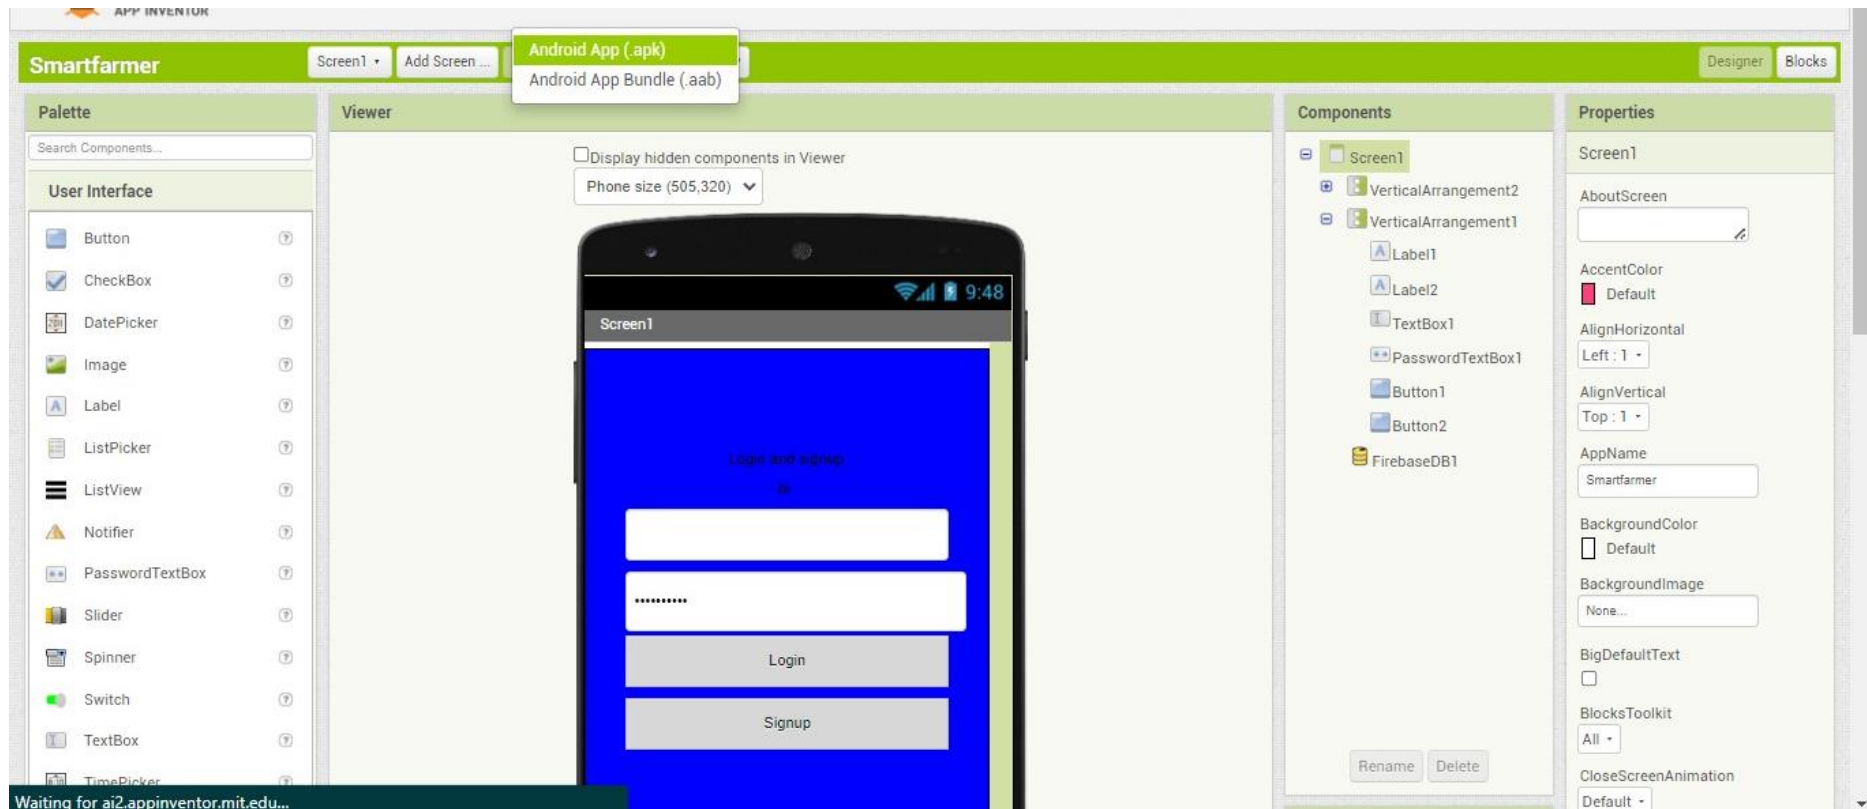 APP INVENTOR
Android App (.apk)
Android App Bundle (.aab)
Smartfarmer
Screen1
Add Screen ...
Designer
Blocks
Palette
Search Components...
User Interface
Button
CheckBox
DatePicker
Image
Label
ListPicker
ListView
Notifier
PasswordTextBox
Slider
Spinner
Switch
TextBox
TimePicker
Waiting for ai2.appinventor.mit.edu...
Viewer
Display hidden components in Viewer
Phone size (505,320)
9:48
Screen1
Login and signup
••••••••••
Login
Signup
Components
Screen1
VerticalArrangement2
VerticalArrangement1
Label1
Label2
TextBox1
PasswordTextBox1
Button1
Button2
FirebaseDB1
Rename
Delete
Properties
Screen1
AboutScreen
AccentColor
Default
AlignHorizontal
Left : 1
AlignVertical
Top : 1
AppName
Smartfarmer
BackgroundColor
Default
BackgroundImage
None...
BigDefaultText
BlocksToolkit
All
CloseScreenAnimation
Default